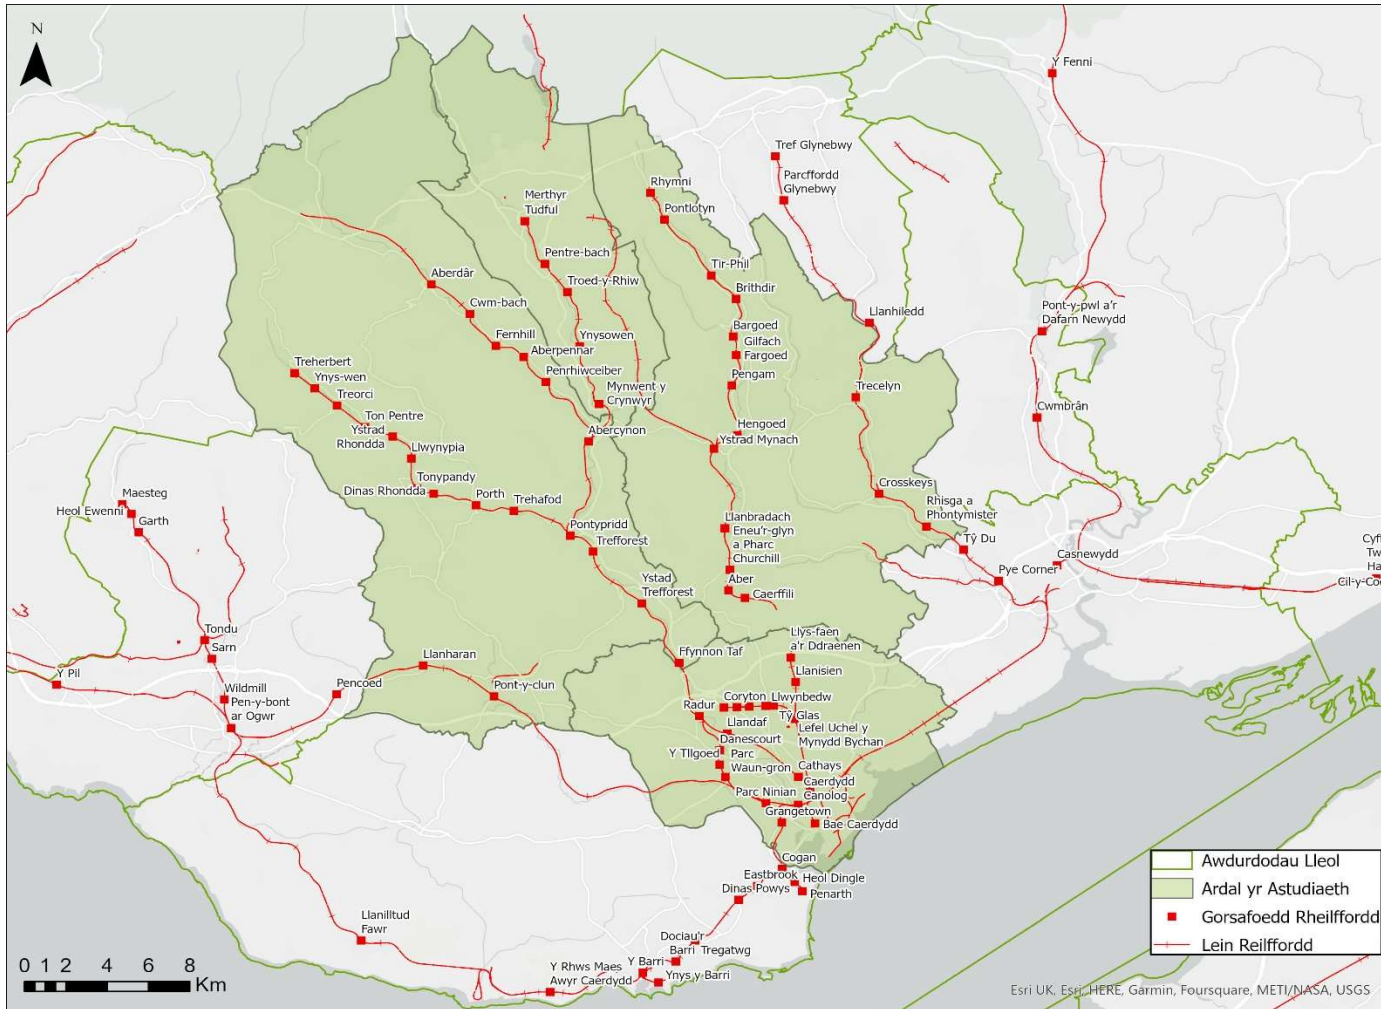 N
Y Fenni
Tref Glynebwy
Parcffordd
Glynebwy
Rhymni
Pontlotyn
Merthyr
Tudful
Pentre-bach
Troed-y-Rhiw
Tir-Phil
Brithdir
Aberdâr
Cwm-bach
Fernhill
Aberpennar
Penrhiwceiber
Ynysowen
Mynwent y
Crynwyr
Bargoed
Gilfach
Fargoed
Pengam
Llanhiledd
Pont-y-pwl a'r
Dafarn Newydd
Treherbert
Ynys-wen
Treorci
Ton Pentre
Ystrad
Rhondda
Llwynypia
Tonypandy
Dinas Rhondda
Porth
Trehafod
Abercynon
Hengoed
Ystrad Mynach
Trecelyn
Cwmbrân
Crosskeys
Rhisga a
Phontymister
Maesteg
Heol Ewenni
Garth
Pontypridd
Trefforest
Llanbradach
Eneu'r-glyn
a Pharc
Churchill
Aber
Caerffili
Tŷ Du
Pye Corner
Casnewydd
Cyff
Tw
Ha
Cil-y-Coe
Ystad
Trefforest
Tondu
Sarn
Y Pil
Wildmill
Pen-y-bont
ar Ogwr
Pencoed
Llanharan
Pont-y-clun
Ffynnon Taf
Llys-faen
a'r Ddraenen
Llanisien
Coryton
Llwynbedw
Radur
Tŷ Glas
Llandaf
Lefel Uchel y
Mynydd Bychan
Danescourt
Y Tllgoed
Parc
Waun-gron
Cathays
Caerdydd
Canolog
Parc Ninian
Grangetown
Bae Caerdydd
Cogan
Eastbrook
Heol Dingle
Dinas Powys
Penarth
Llanilltud
Fawr
Dociau'r
Barri
Tregatwg
Y Barri
Ynys y Barri
Y Rhws Maes
Awyr Caerdydd
Awdurdodau Lleol
Ardal yr Astudiaeth
Gorsafoedd Rheilffordd
Lein Reilffordd
0 1 2 4 6 8
Km
Esri UK, Esri, HERE, Garmin, Foursquare, METI/NASA, USGS